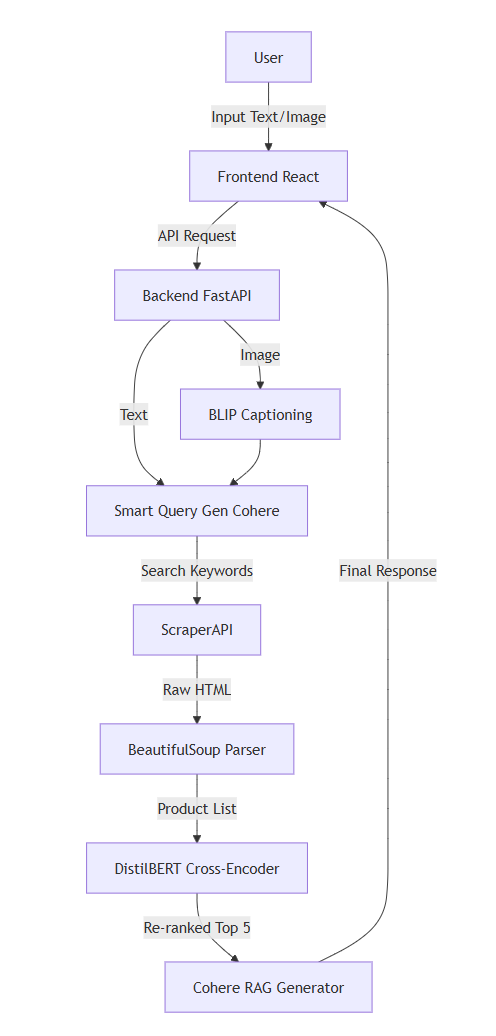 User
Input Text/Image
Frontend React
API Request
Backend FastAPI
Image
Text
BLIP Captioning
Smart Query Gen Cohere
Search Keywords
Final Response
ScraperAPI
Raw HTML
BeautifulSoup Parser
Product List
DistilBERT Cross-Encoder
Re-ranked Top 5
Cohere RAG Generator